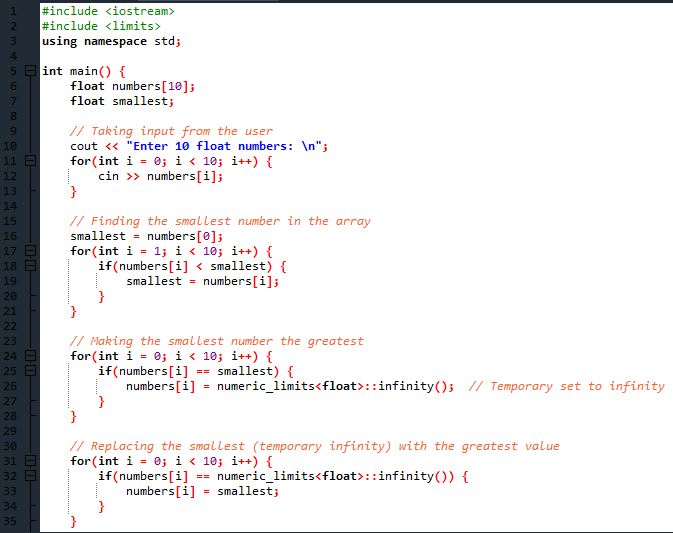 1 #include <iostream>
2 #include <limits>
3 using namespace std;
4
5 int main() {
6     float numbers[10];
7     float smallest;
8
9     // Taking input from the user
10     cout << "Enter 10 float numbers: \n";
11     for(int i = 0; i < 10; i++) {
12         cin >> numbers[i];
13     }
14
15     // Finding the smallest number in the array
16     smallest = numbers[0];
17     for(int i = 1; i < 10; i++) {
18         if(numbers[i] < smallest) {
19             smallest = numbers[i];
20         }
21     }
22
23     // Making the smallest number the greatest
24     for(int i = 0; i < 10; i++) {
25         if(numbers[i] == smallest) {
26             numbers[i] = numeric_limits<float>::infinity();  // Temporary set to infinity
27         }
28     }
29
30     // Replacing the smallest (temporary infinity) with the greatest value
31     for(int i = 0; i < 10; i++) {
32         if(numbers[i] == numeric_limits<float>::infinity()) {
33             numbers[i] = smallest;
34         }
35     }